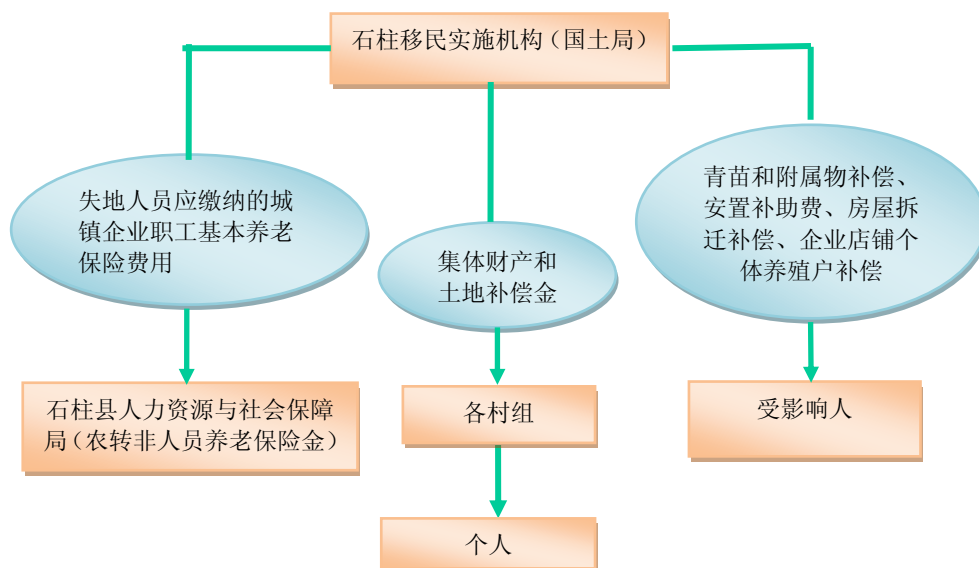 石柱移民实施机构（国土局）
失地人员应缴纳的城
镇企业职工基本养老
保险费用
集体财产和
土地补偿金
青苗和附属物补偿、
安置补助费、房屋拆
迁补偿、企业店铺个
体养殖户补偿
石柱县人力资源与社会保障
局（农转非人员养老保险金）
各村组
受影响人
个人